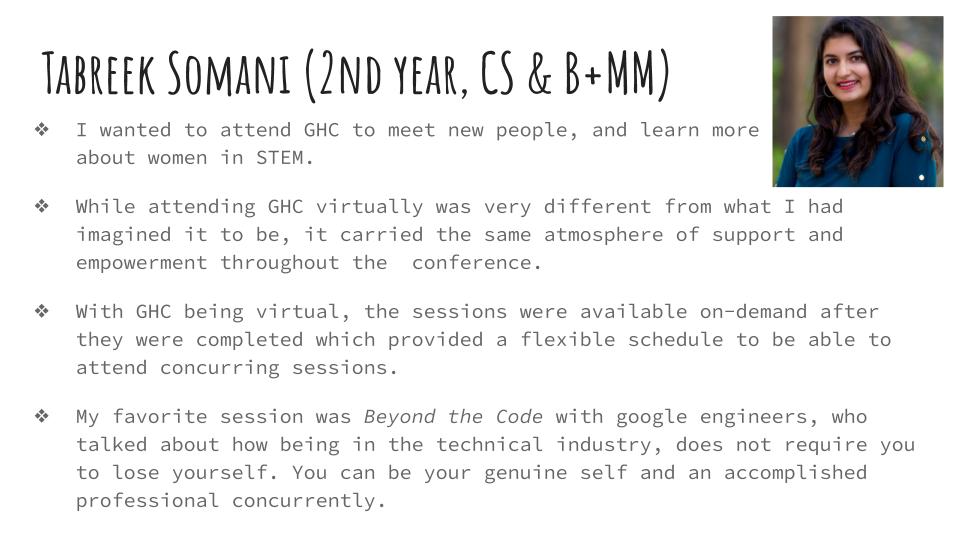 Tabreek Somani (2nd year, CS & B+MM)
❖ I wanted to attend GHC to meet new people, and learn more
about women in STEM.
❖ While attending GHC virtually was very different from what I had
imagined it to be, it carried the same atmosphere of support and
empowerment throughout the  conference.
❖ With GHC being virtual, the sessions were available on-demand after
they were completed which provided a flexible schedule to be able to
attend concurring sessions.
❖ My favorite session was Beyond the Code with google engineers, who
talked about how being in the technical industry, does not require you
to lose yourself. You can be your genuine self and an accomplished
professional concurrently.